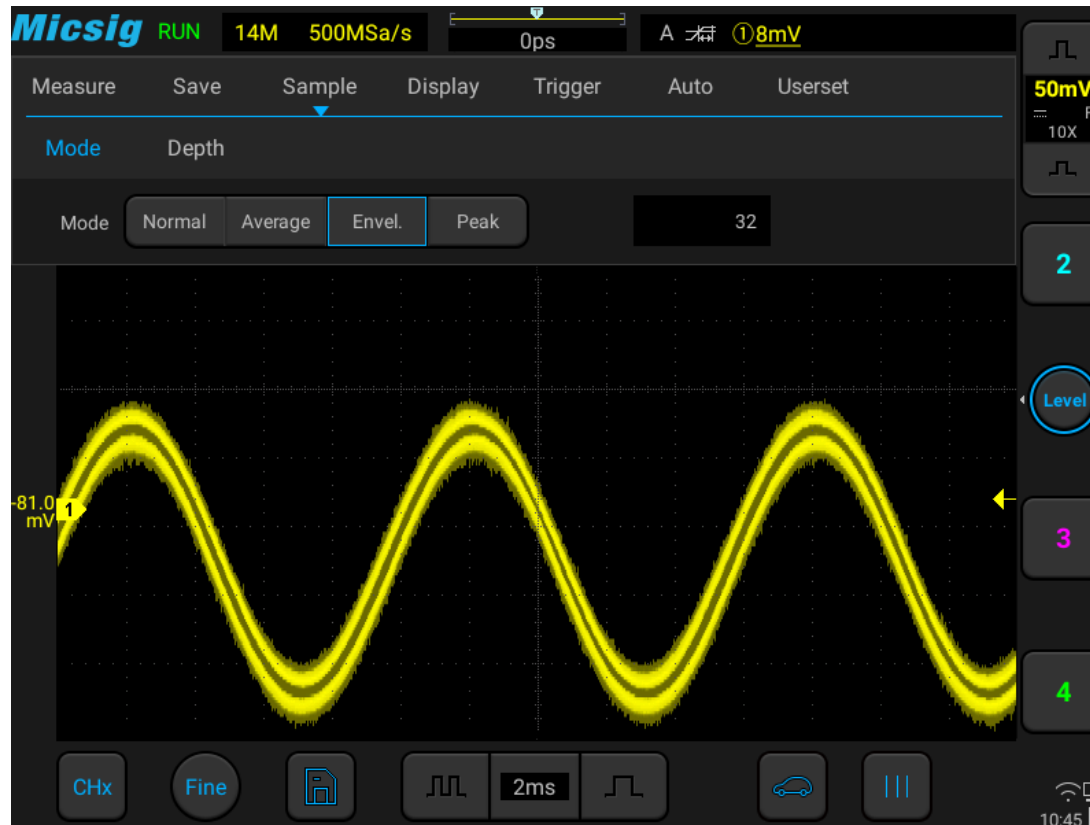 Micsig RUN 14M 500MSa/s T 0ps A ①8mV
Measure Save Sample Display Trigger Auto Userset
50mV
10X
Mode Depth
Mode Normal Average Envel. Peak 32
2
Level
-81.0
mV
1
3
4
CHx Fine 2ms
10:45